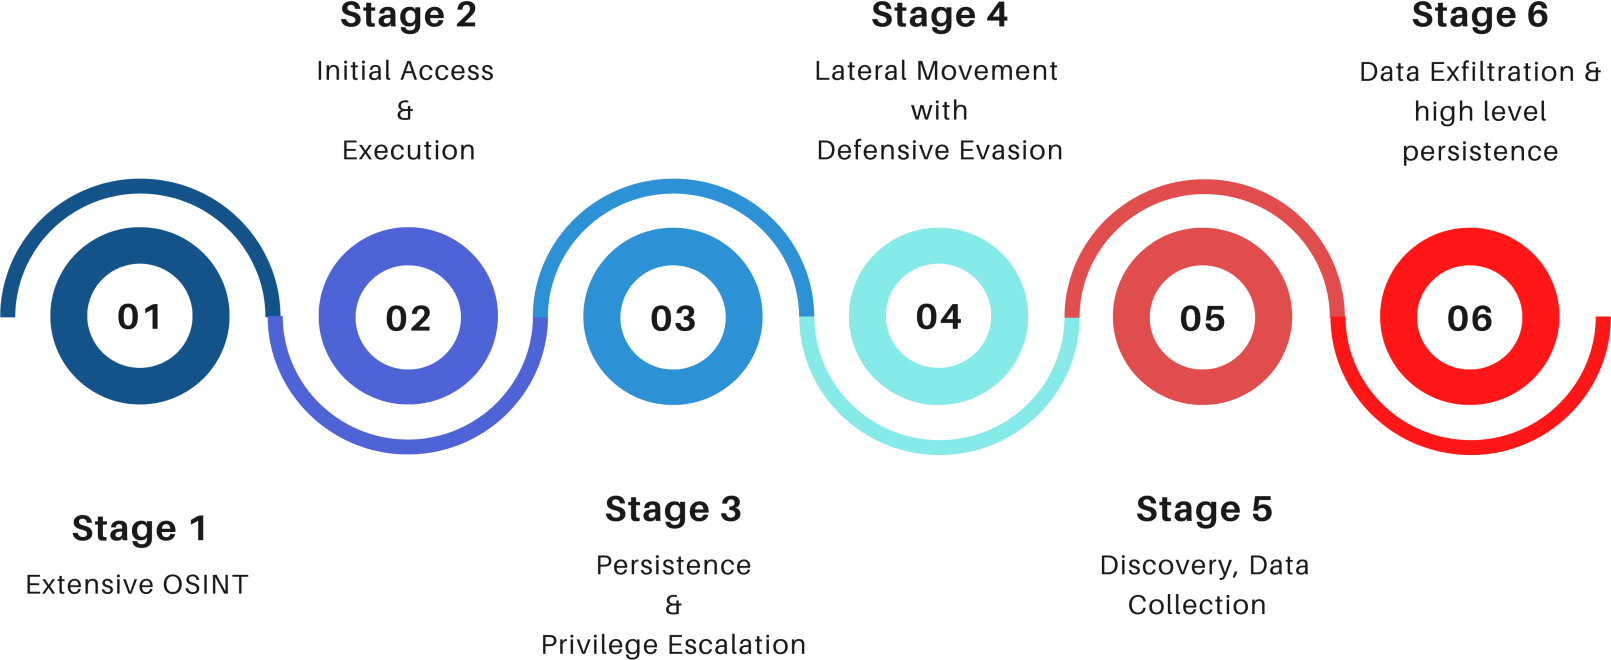 Stage 2
Initial Access
&
Execution
Stage 4
Lateral Movement
with
Defensive Evasion
Stage 6
Data Exfiltration &
high level
persistence
01
02
03
04
05
06
Stage 1
Extensive OSINT
Stage 3
Persistence
&
Privilege Escalation
Stage 5
Discovery, Data
Collection